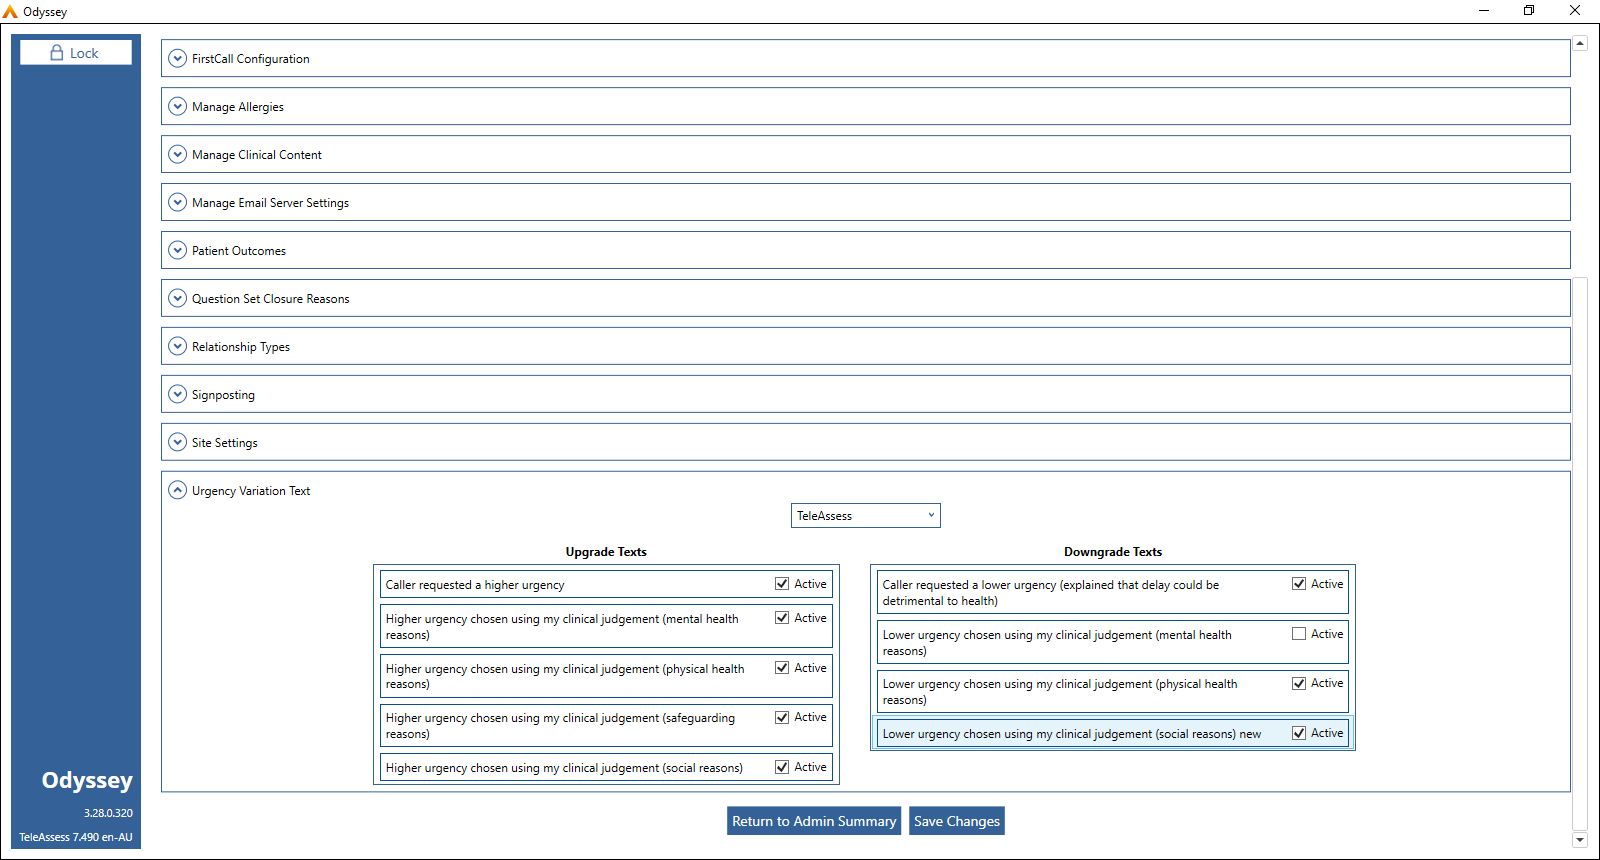 Odyssey
Lock
FirstCall Configuration
Manage Allergies
Manage Clinical Content
Manage Email Server Settings
Patient Outcomes
Question Set Closure Reasons
Relationship Types
Signposting
Site Settings
Urgency Variation Text
TeleAssess
Upgrade Texts
Caller requested a higher urgency
Active
Higher urgency chosen using my clinical judgement (mental health
reasons)
Active
Higher urgency chosen using my clinical judgement (physical health
reasons)
Active
Higher urgency chosen using my clinical judgement (safeguarding
reasons)
Active
Higher urgency chosen using my clinical judgement (social reasons)
Active
Downgrade Texts
Caller requested a lower urgency (explained that delay could be
detrimental to health)
Active
Lower urgency chosen using my clinical judgement (mental health
reasons)
Active
Lower urgency chosen using my clinical judgement (physical health
reasons)
Active
Lower urgency chosen using my clinical judgement (social reasons) new
Active
Return to Admin Summary
Save Changes
Odyssey
3.28.0.320
TeleAssess 7.490 en-AU